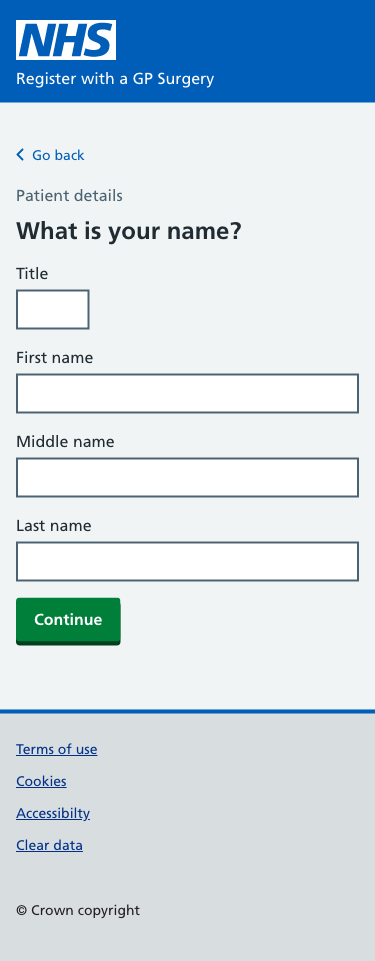 NHS
Register with a GP Surgery
Go back
Patient details
What is your name?
Title
First name
Middle name
Last name
Continue
Terms of use
Cookies
Accessibilty
Clear data
© Crown copyright